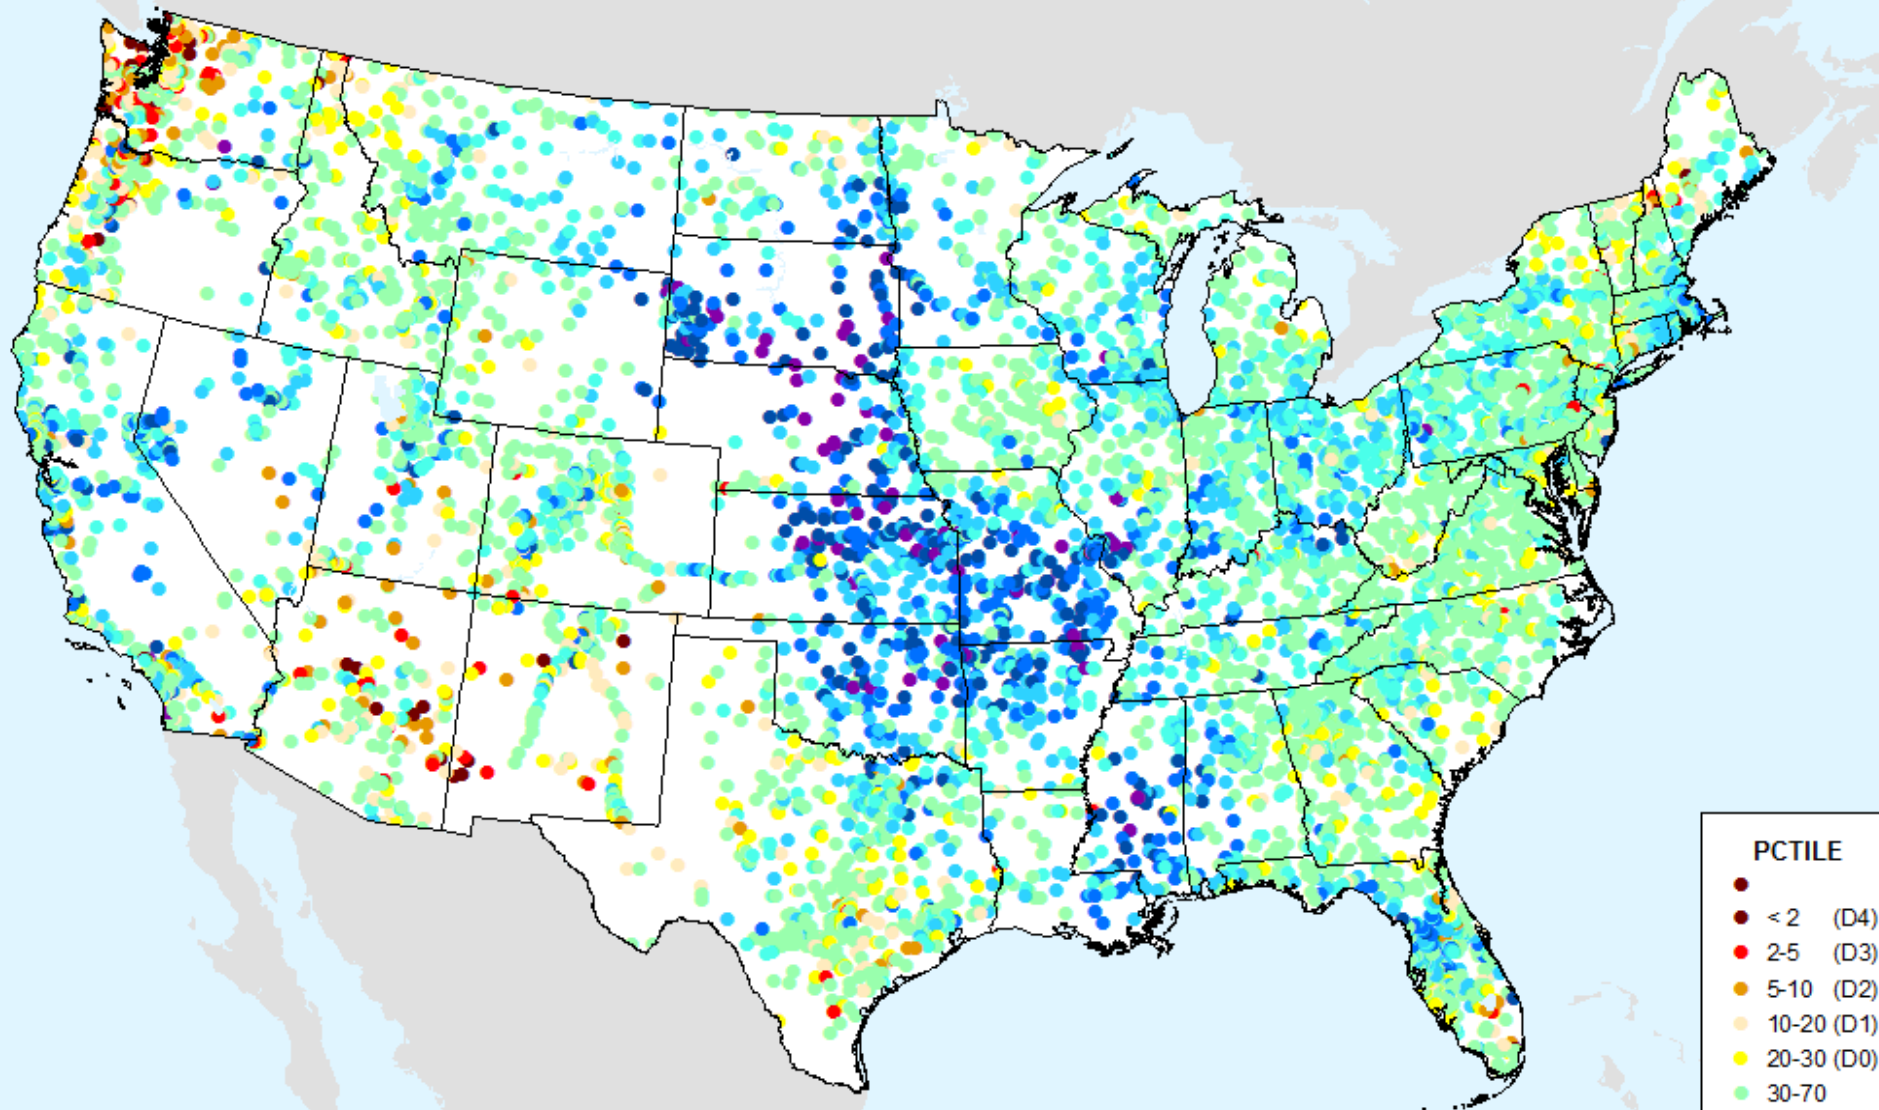 PCTILE
< 2 (D4)
2-5 (D3)
5-10 (D2)
10-20 (D1)
20-30 (D0)
30-70